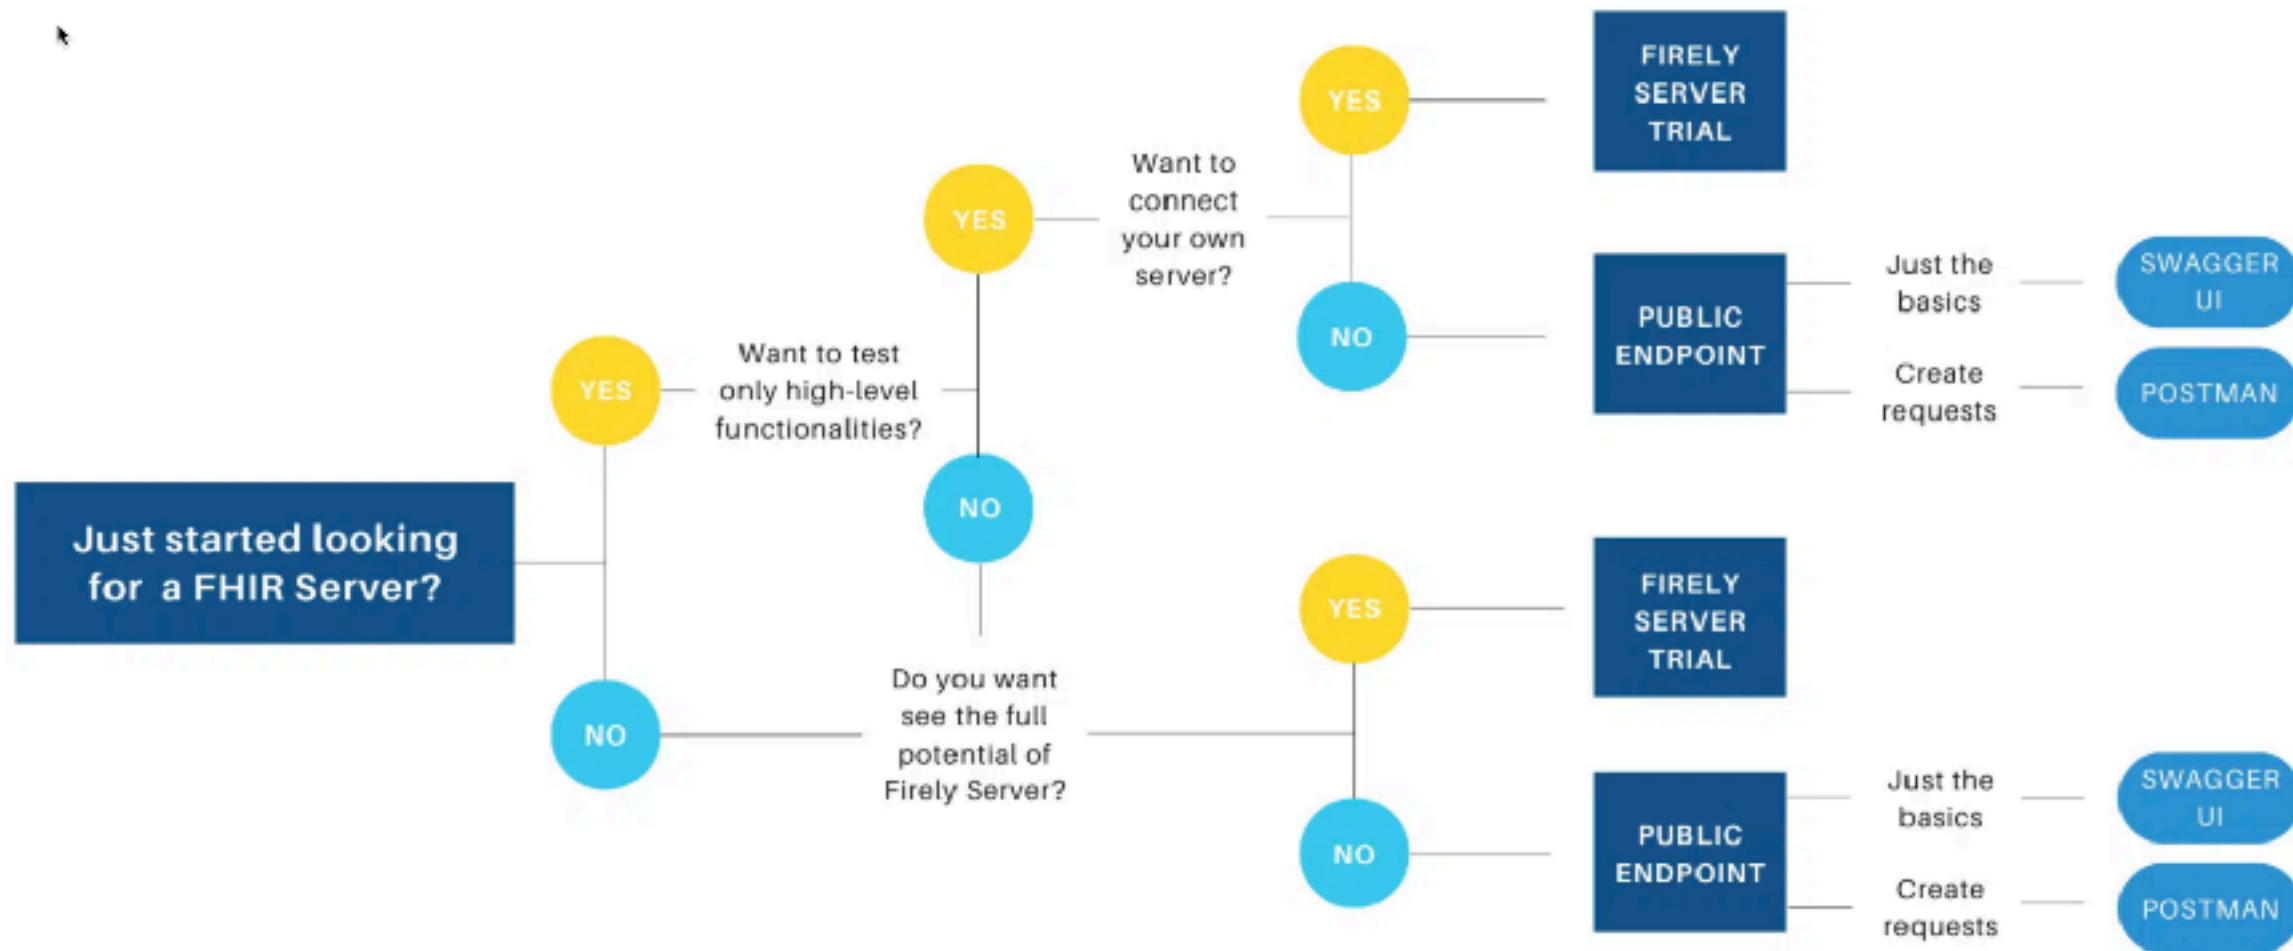 Just started looking
for a FHIR Server?
YES
NO
Want to test
only high-level
functionalities?
YES
NO
Want to
connect
your own
server?
YES
NO
FIRELY
SERVER
TRIAL
PUBLIC
ENDPOINT
Just the
basics
SWAGGER
UI
Create
requests
POSTMAN
Do you want
see the full
potential of
Firely Server?
YES
NO
FIRELY
SERVER
TRIAL
PUBLIC
ENDPOINT
Just the
basics
SWAGGER
UI
Create
requests
POSTMAN